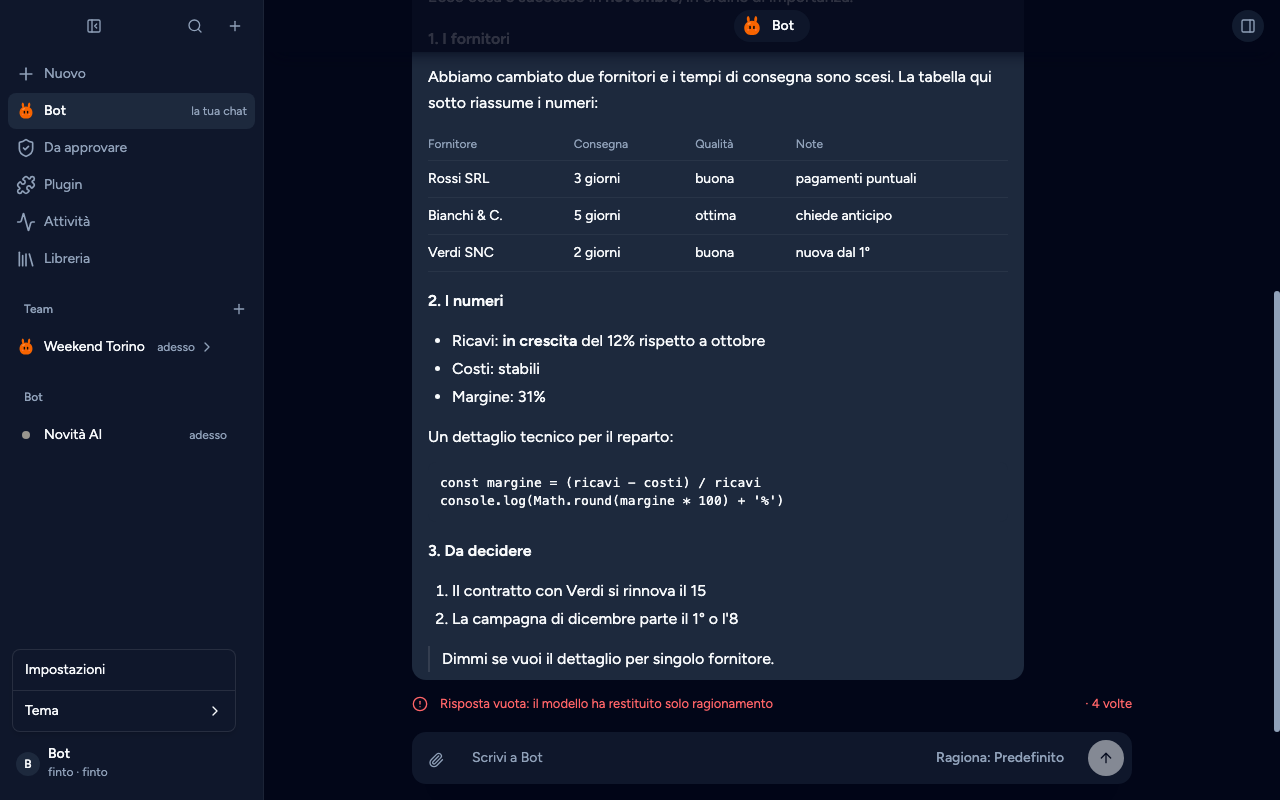 Nuovo
Bot
la tua chat
Da approvare
Plugin
Attività
Libreria
Team
Weekend Torino
adesso
Bot
Novità AI
adesso
Impostazioni
Tema
B
Bot
finto · finto
Bot
1. I fornitori
Abbiamo cambiato due fornitori e i tempi di consegna sono scesi. La tabella qui
sotto riassume i numeri:
Fornitore Consegna Qualità Note
Rossi SRL 3 giorni buona pagamenti puntuali
Bianchi & C. 5 giorni ottima chiede anticipo
Verdi SNC 2 giorni buona nuova dal 1°
2. I numeri
• Ricavi: in crescita del 12% rispetto a ottobre
• Costi: stabili
• Margine: 31%
Un dettaglio tecnico per il reparto:
const margine = (ricavi - costi) / ricavi
console.log(Math.round(margine * 100) + '%')
3. Da decidere
1. Il contratto con Verdi si rinnova il 15
2. La campagna di dicembre parte il 1° o l'8
Dimmi se vuoi il dettaglio per singolo fornitore.
Risposta vuota: il modello ha restituito solo ragionamento
· 4 volte
Scrivi a Bot
Ragiona: Predefinito